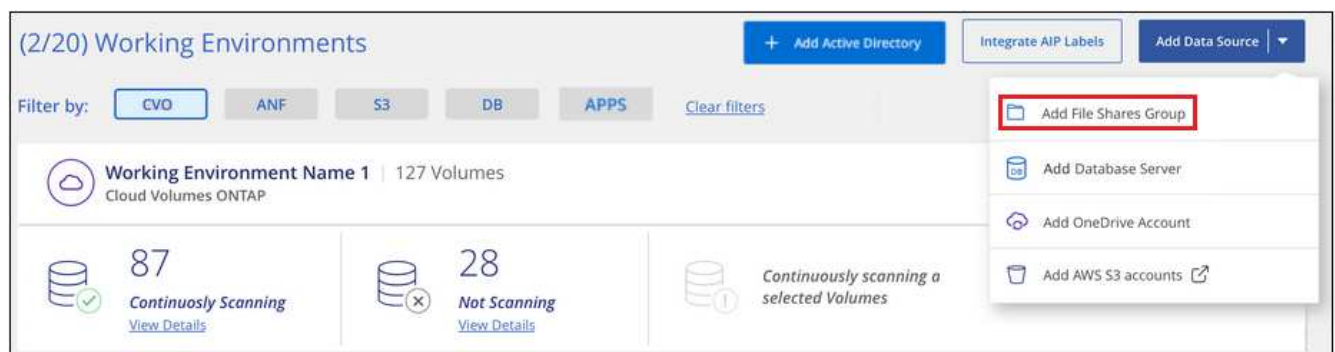 (2/20) Working Environments
+ Add Active Directory
Integrate AIP Labels
Add Data Source
Filter by:
CVO
ANF
S3
DB
APPS
Clear filters
Add File Shares Group
Working Environment Name 1 | 127 Volumes
Cloud Volumes ONTAP
DB
Add Database Server
Add OneDrive Account
Add AWS S3 accounts
87
Continuosly Scanning
View Details
28
Not Scanning
View Details
Continuously scanning a
selected Volumes